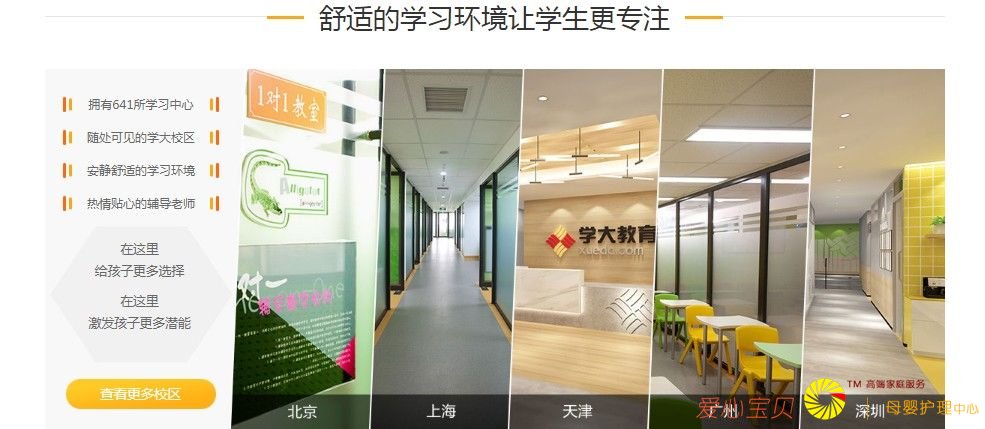 舒适的学习环境让学生更专注
拥有641所学习中心
随处可见的学大校区
安静舒适的学习环境
热情贴心的辅导老师
在这里
给孩子更多选择
在这里
激发孩子更多潜能
查看更多校区
1对1教室
Alligator
对一
学大教育
xueda.com
北京
上海
天津
广州
深圳
爱心宝贝
TM 高端家庭服务
母婴护理中心